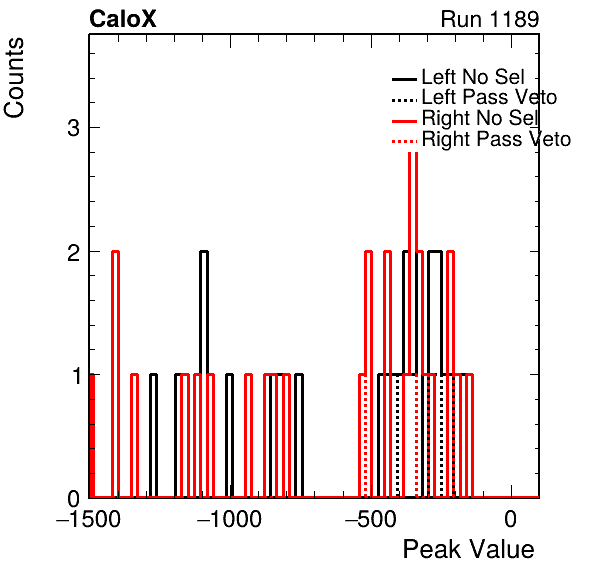 CaloX Run 1189
Counts
Left No Sel
Left Pass Veto
Right No Sel
Right Pass Veto
3
2
1
0
−1500 −1000 −500 0
Peak Value